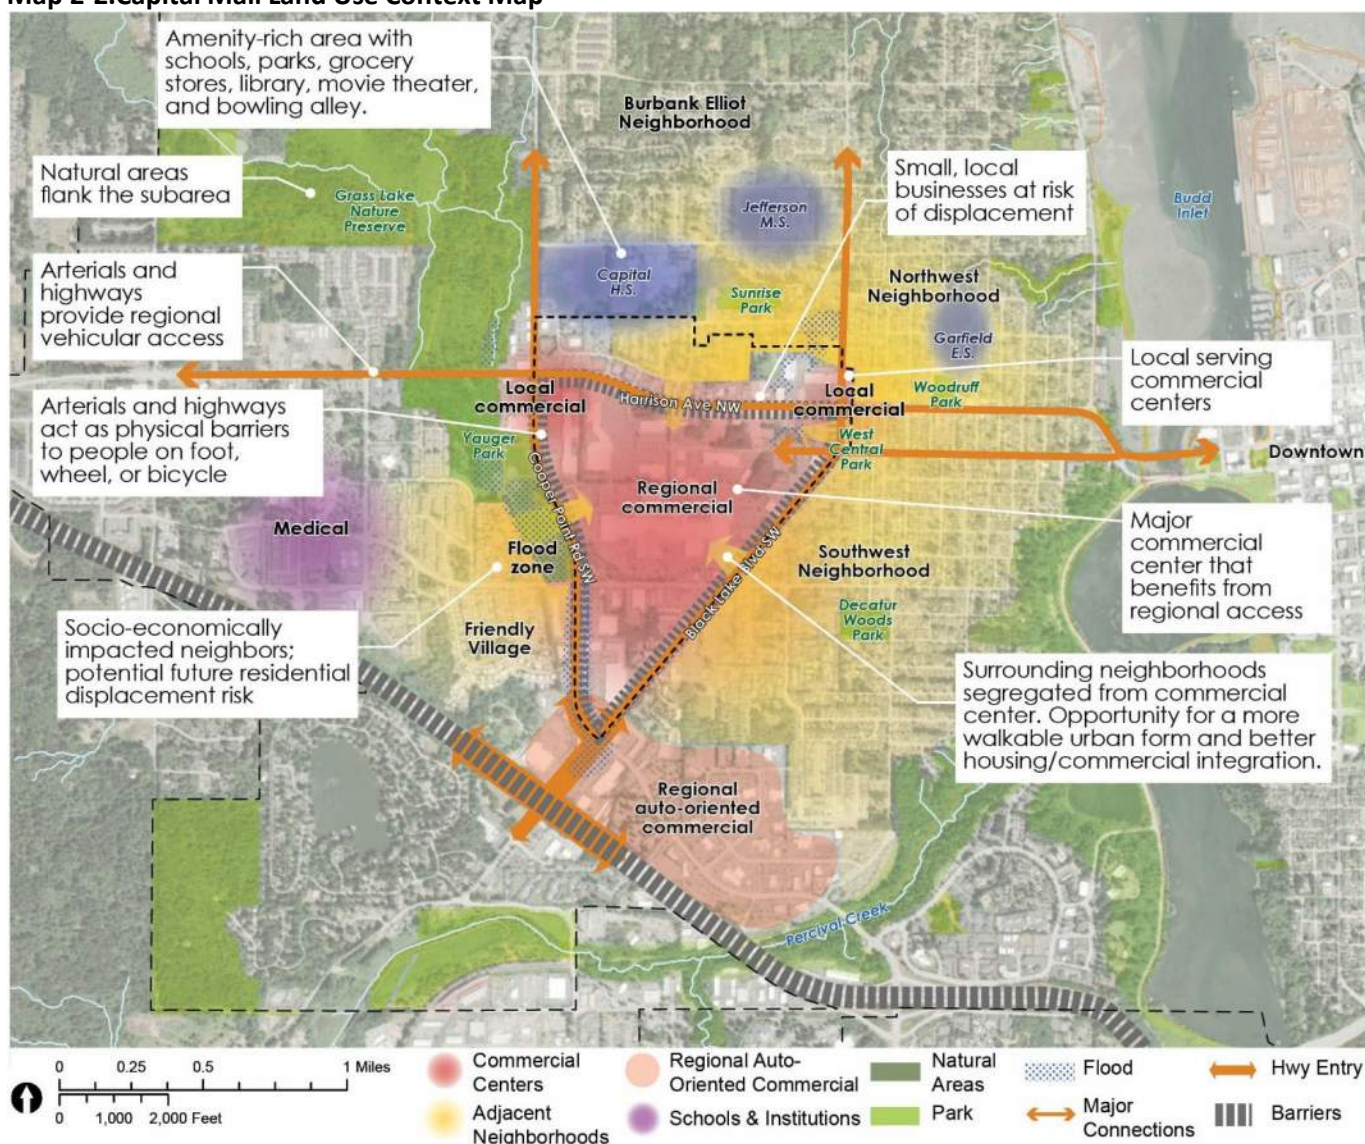 Map 2-2.Capital Mall Land Use Context Map
Amenity-rich area with
schools, parks, grocery
stores, library, movie theater,
and bowling alley.
Burbank Elliot
Neighborhood
Natural areas
flank the subarea
Grass Lake
Nature
Preserve
Jefferson
M.S.
Small, local
businesses at risk
of displacement
Budd
Inlet
Arterials and
highways
provide regional
vehicular access
Capital
H.S.
Sunrise
Park
Northwest
Neighborhood
Garfield
E.S.
Local serving
commercial
centers
Local
commercial
Harrison Ave NW
Local
commercial
Woodruff
Park
Arterials and highways
act as physical barriers
to people on foot,
wheel, or bicycle
Yauger
Park
West
Central
Park
Downtown
Cooper Point Rd SW
Regional
commercial
Medical
Flood
zone
Black Lake Blvd SW
Southwest
Neighborhood
Major
commercial
center that
benefits from
regional access
Decatur
Woods
Park
Socio-economically
impacted neighbors;
potential future residential
displacement risk
Friendly
Village
Surrounding neighborhoods
segregated from commercial
center. Opportunity for a more
walkable urban form and better
housing/commercial integration.
Regional
auto-oriented
commercial
Percival Creek
0 0.25 0.5 1 Miles
0 1,000 2,000 Feet
Commercial
Centers
Adjacent
Neighborhoods
Regional Auto-
Oriented Commercial
Schools & Institutions
Natural
Areas
Park
Flood
Major
Connections
Hwy Entry
Barriers